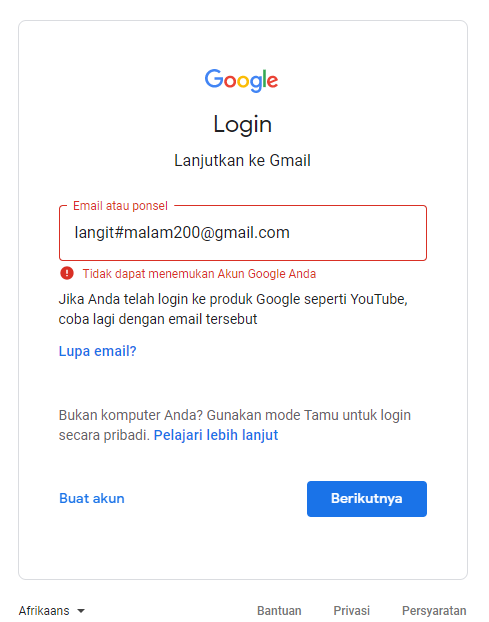 Google
Login
Lanjutkan ke Gmail
Email atau ponsel
langit#malam200@gmail.com
Tidak dapat menemukan Akun Google Anda
Jika Anda telah login ke produk Google seperti YouTube,
coba lagi dengan email tersebut
Lupa email?
Bukan komputer Anda? Gunakan mode Tamu untuk login
secara pribadi. Pelajari lebih lanjut
Buat akun Berikutnya
Afrikaans Bantuan Privasi Persyaratan